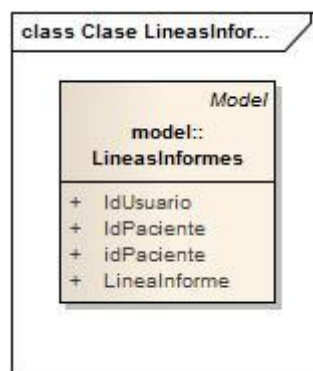 class Clase LineasInfor...
Model
model::
LineasInformes
+ IdUsuario
+ IdPaciente
+ idPaciente
+ LineaInforme